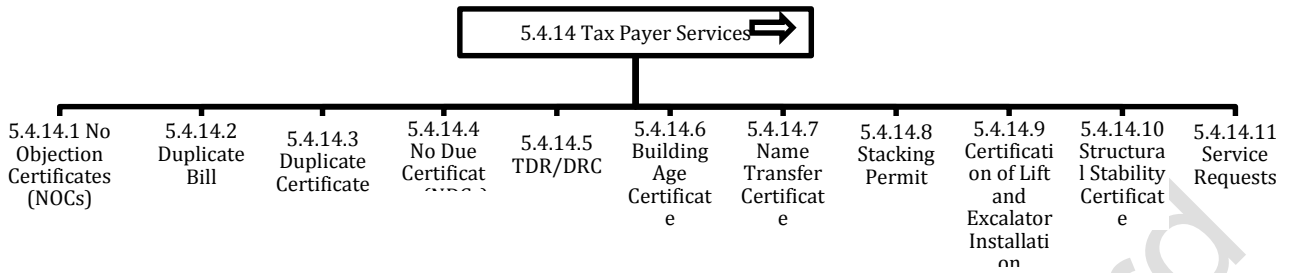 5.4.14 Tax Payer Services
5.4.14.1 No
Objection
Certificates
(NOCs)
5.4.14.2
Duplicate
Bill
5.4.14.3
Duplicate
Certificate
5.4.14.4
No Due
Certificat
5.4.14.5
TDR/DRC
5.4.14.6
Building
Age
Certificat
e
5.4.14.7
Name
Transfer
Certificat
e
5.4.14.8
Stacking
Permit
5.4.14.9
Certificati
on of Lift
and
Excalator
Installati
on
5.4.14.10
Structura
l Stability
Certificat
e
5.4.14.11
Service
Requests